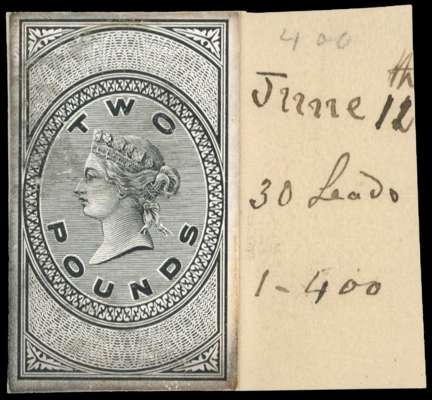 TWO
POUNDS
400
June 12th
30 Leads
1 - 400